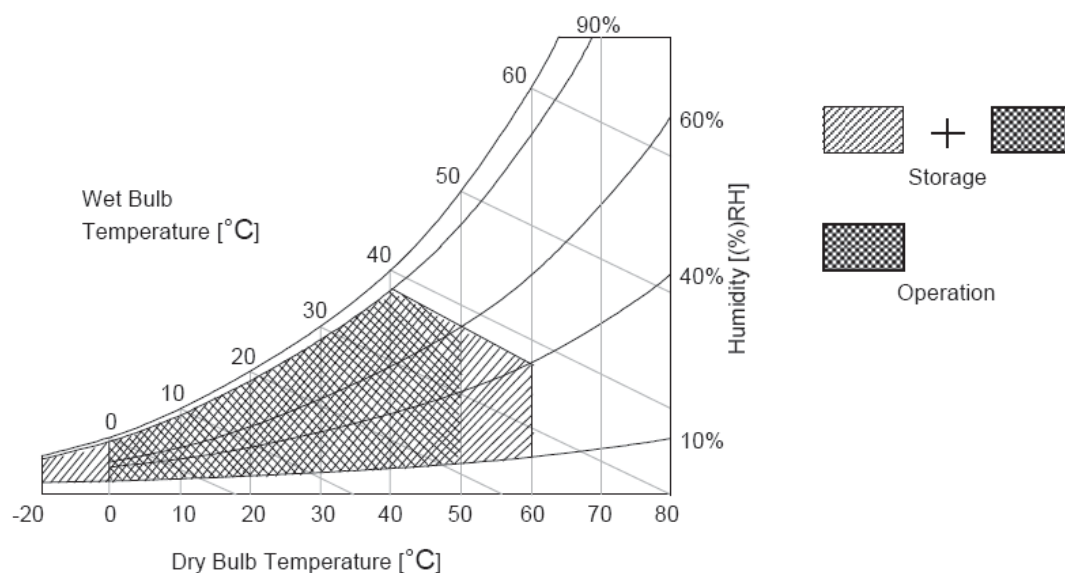 90%
60
60%
50
Wet Bulb
Temperature [°C]
40
40%
30
20
10
0
10%
Humidity [(%)RH]
-20 0 10 20 30 40 50 60 70 80
Dry Bulb Temperature [°C]
+
Storage
Operation